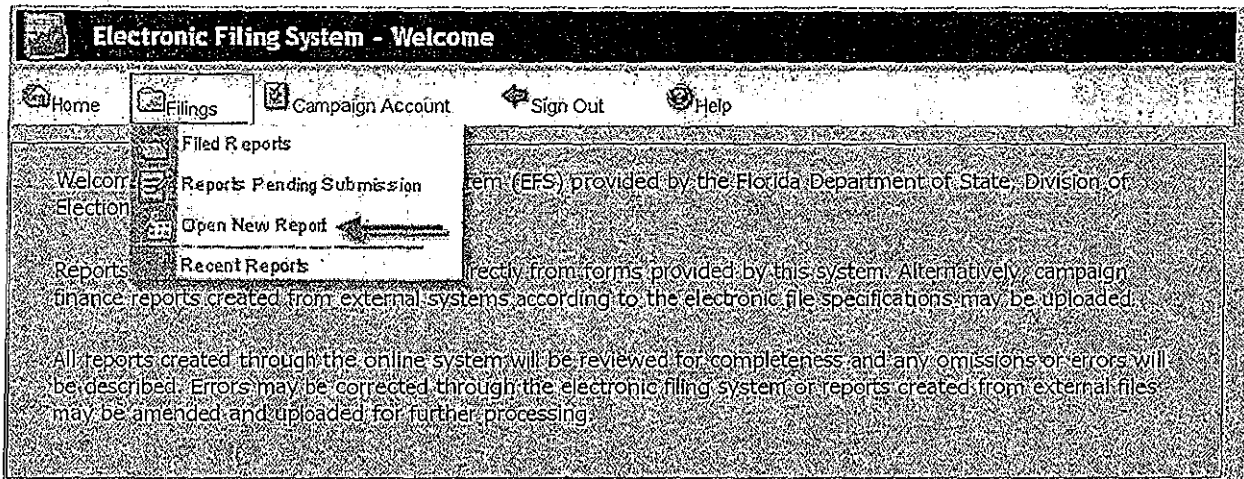 Electronic Filing System - Welcome
Home Filings Campaign Account Sign Out Help
Filed Reports
Reports Pending Submission
Open New Report
Recent Reports
Welcom em (EFS) provided by the Florida Department of State, Division of
Election
Reports rectly from forms provided by this system. Alternatively, campaign
finance reports created from external systems according to the electronic file specifications may be uploaded.
All reports created through the online system will be reviewed for completeness and any omissions or errors will
be described. Errors may be corrected through the electronic filing system or reports created from external files
may be amended and uploaded for further processing.